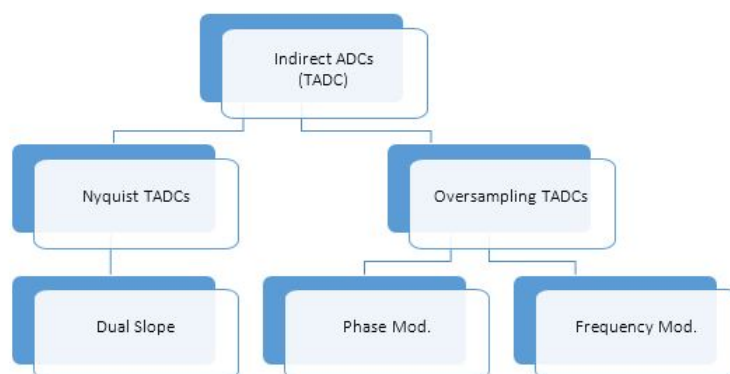 Indirect ADCs
(TADC)
Nyquist TADCs
Oversampling TADCs
Dual Slope
Phase Mod.
Frequency Mod.